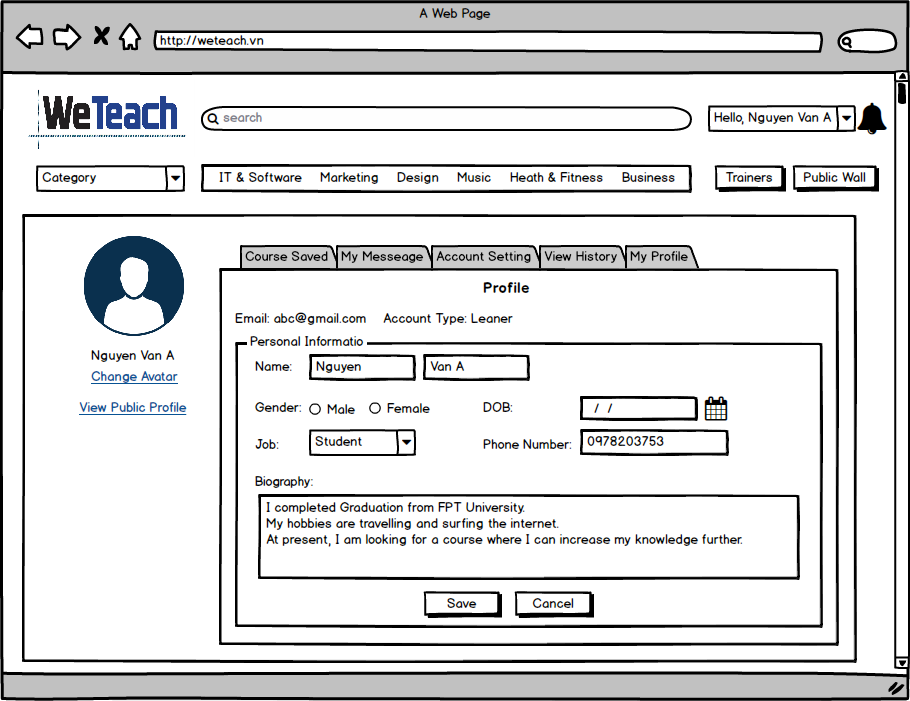 A Web Page
http://weteach.vn
WeTeach
search
Hello, Nguyen Van A
Category
IT & Software Marketing Design Music Heath & Fitness Business
Trainers
Public Wall
Course Saved My Messeage Account Setting View History My Profile
Profile
Nguyen Van A
Change Avatar
View Public Profile
Email: abc@gmail.com Account Type: Leaner
Personal Informatio
Name: Nguyen Van A
Gender: Male Female DOB: / /
Job: Student Phone Number: 0978203753
Biography:
I completed Graduation from FPT University.
My hobbies are travelling and surfing the internet.
At present, I am looking for a course where I can increase my knowledge further.
Save Cancel